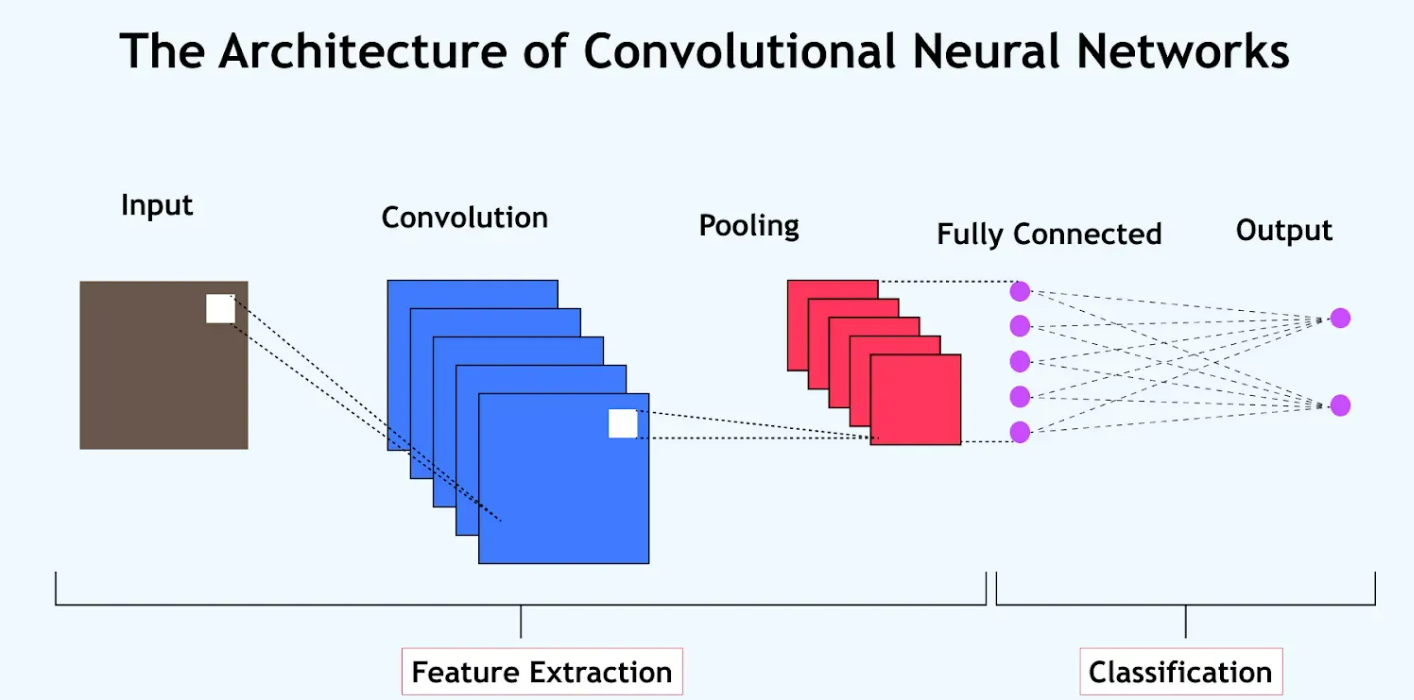 The Architecture of Convolutional Neural Networks
Input
Convolution
Pooling
Fully Connected
Output
Feature Extraction
Classification